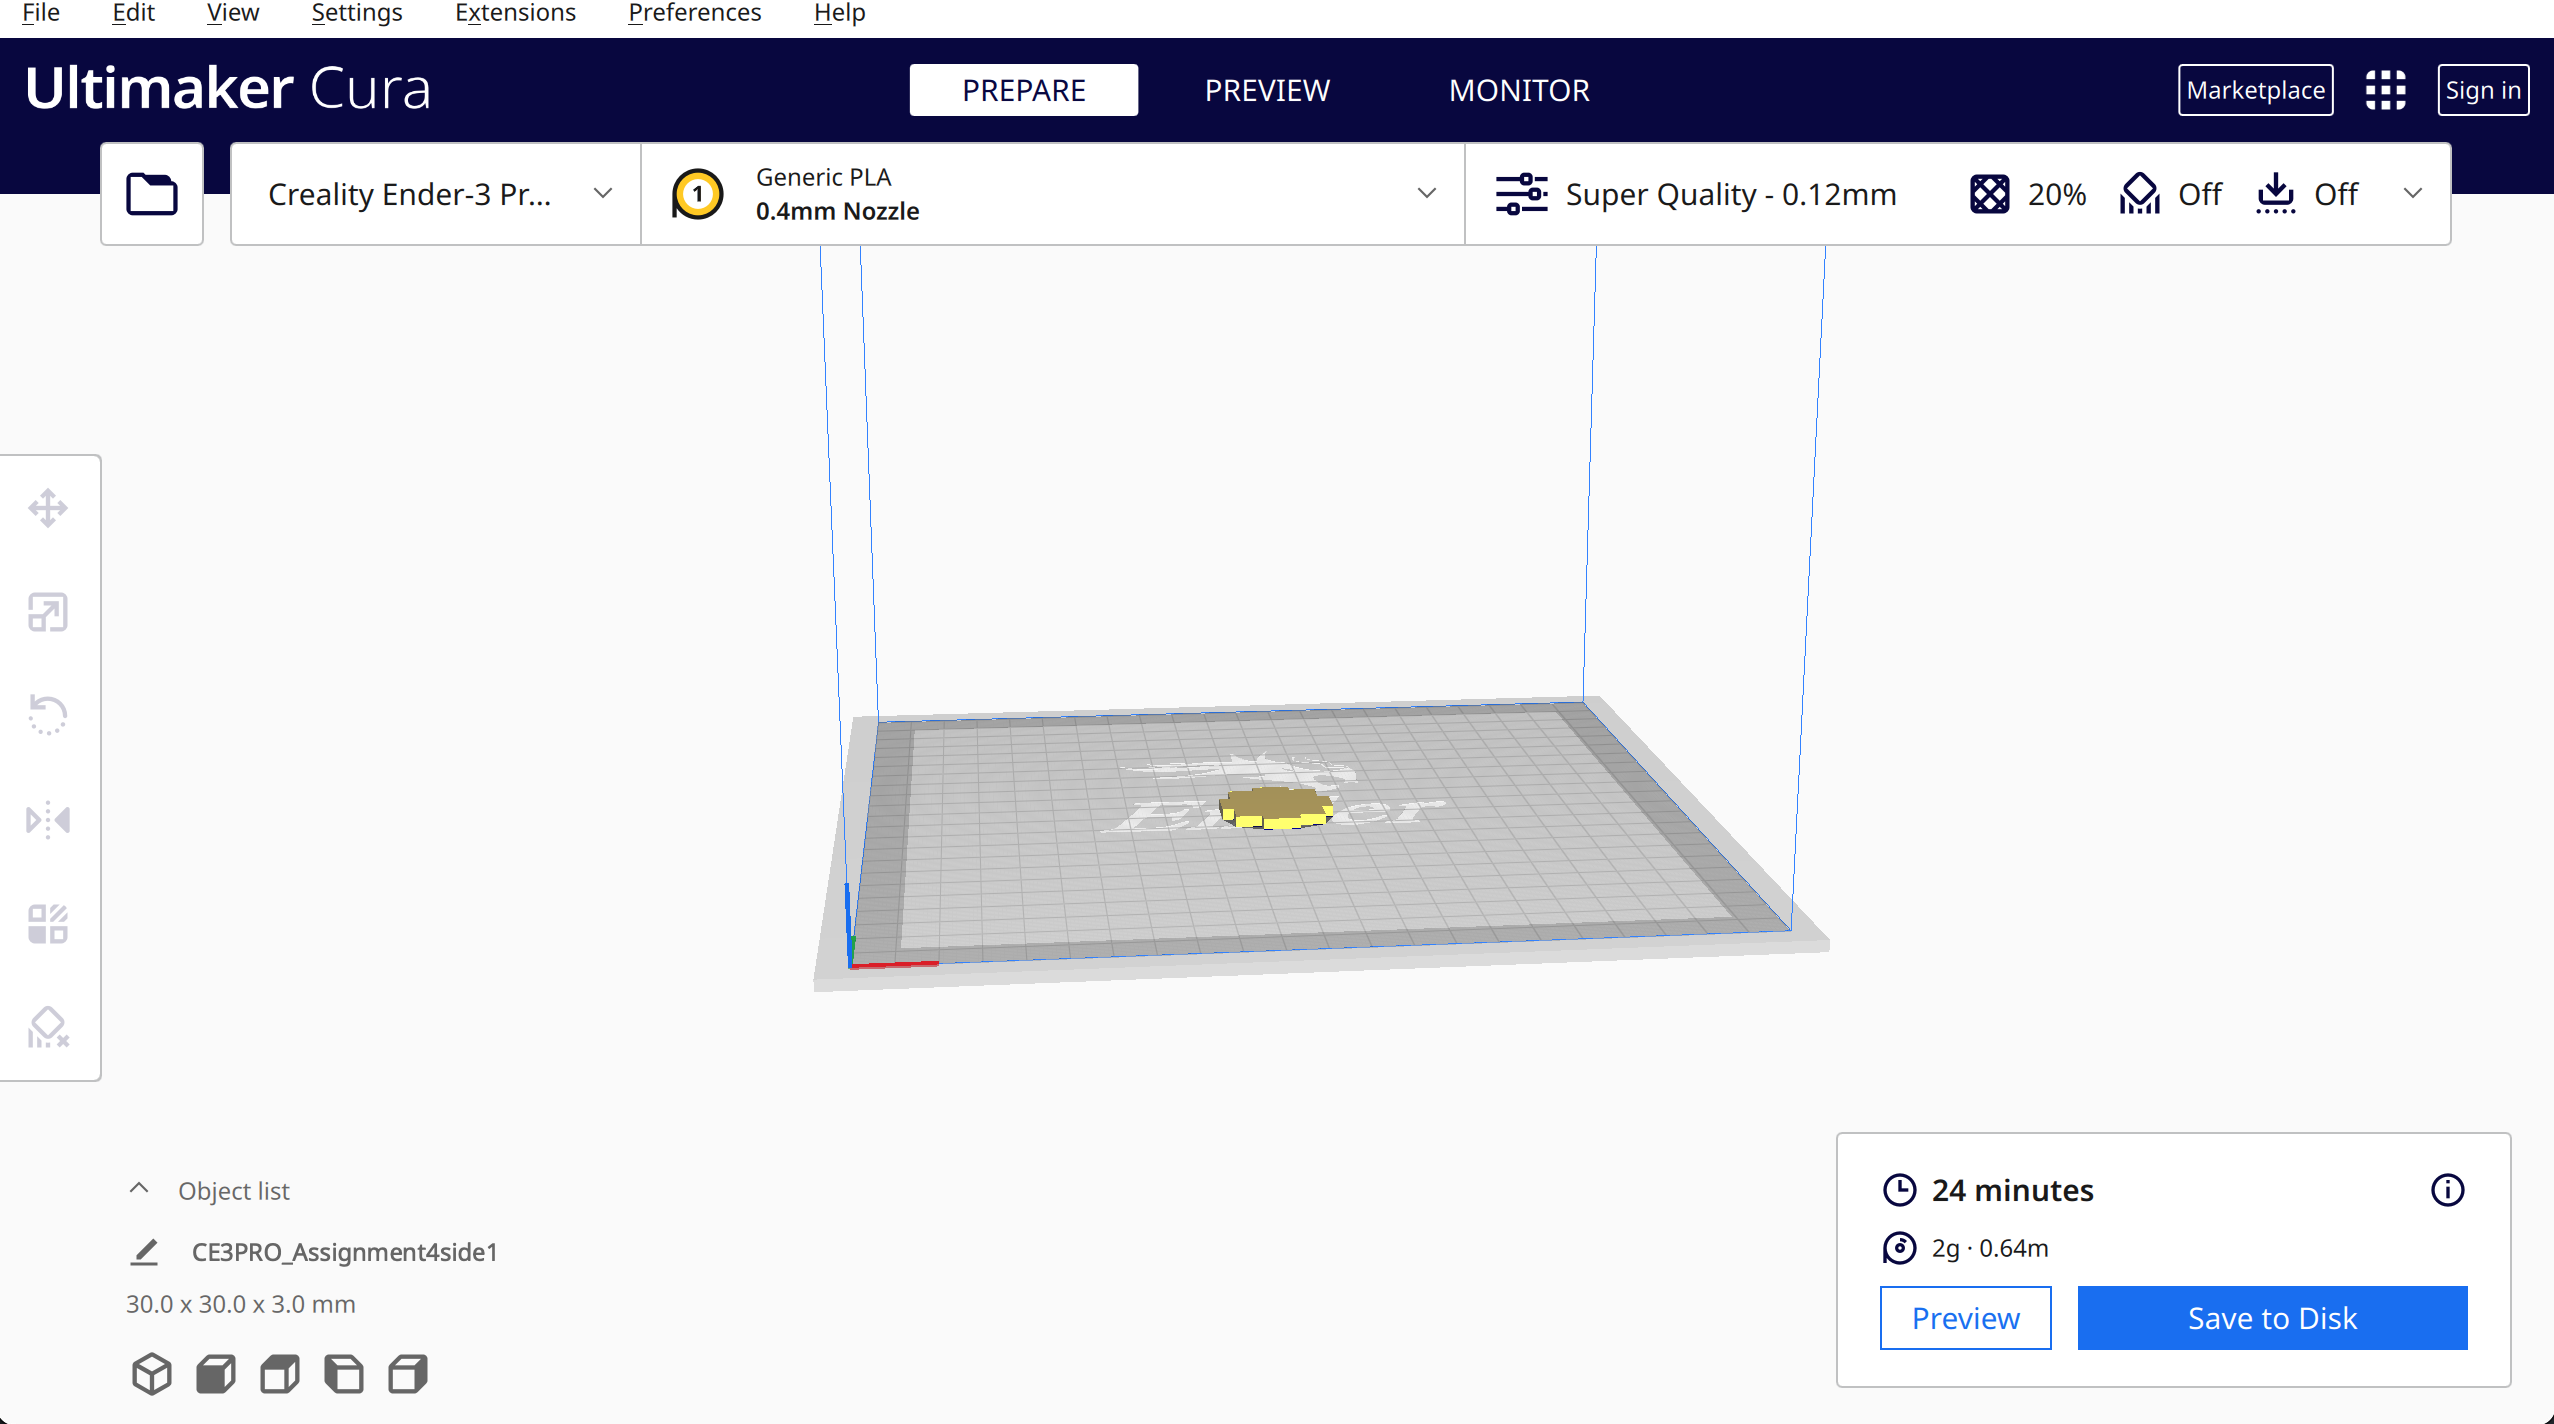 File Edit View Settings Extensions Preferences Help
Ultimaker Cura PREPARE PREVIEW MONITOR Marketplace Sign in
Creality Ender-3 Pr... 1 Generic PLA Super Quality - 0.12mm 20% Off Off
0.4mm Nozzle
Object list
CE3PRO_Assignment4side1
30.0 x 30.0 x 3.0 mm
24 minutes
2g · 0.64m
Preview Save to Disk